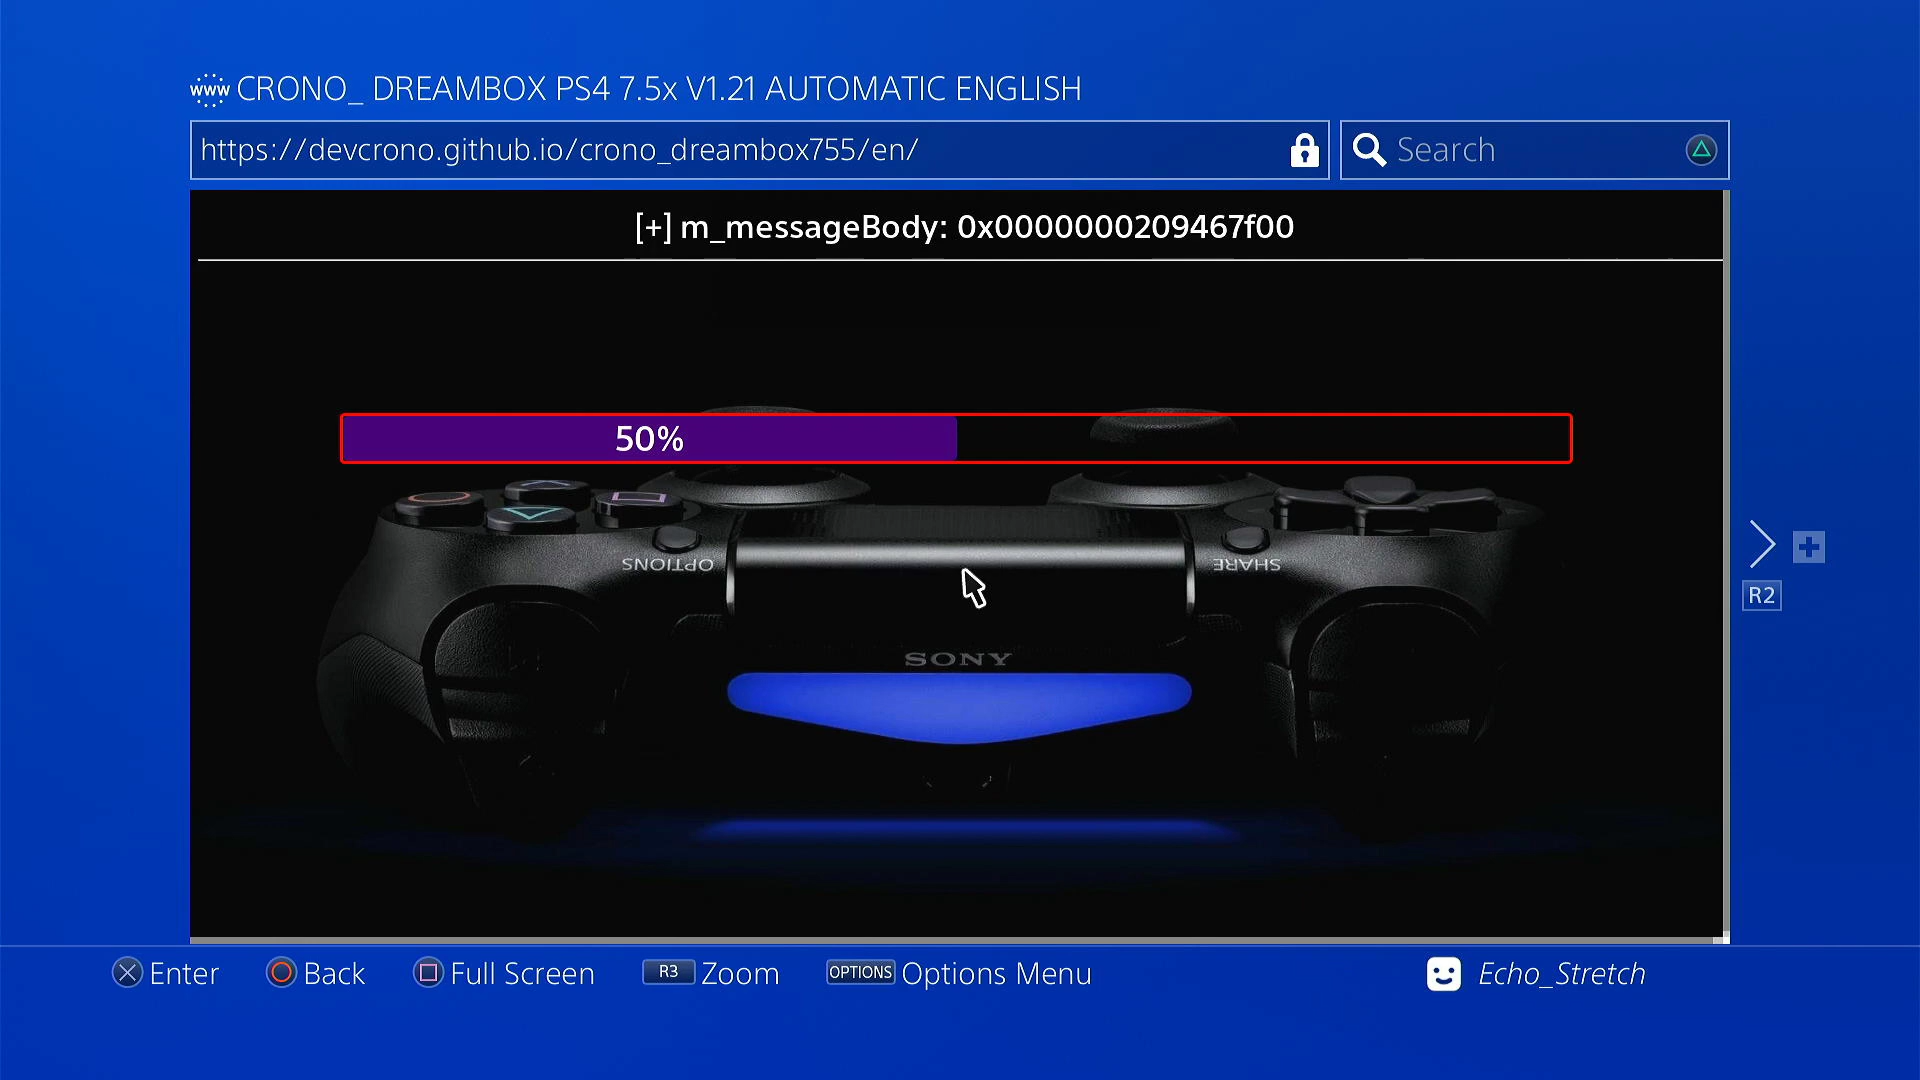 www CRONO_ DREAMBOX PS4 7.5x V1.21 AUTOMATIC ENGLISH
https://devcrono.github.io/crono_dreambox755/en/
Search
[+] m_messageBody: 0x0000000209467f00
50%
OPTIONS
SHARE
SONY
R2
Enter
Back
Full Screen
R3 Zoom
OPTIONS Options Menu
Echo_Stretch